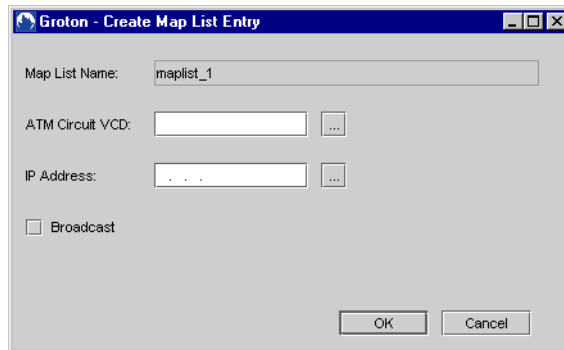 Groton - Create Map List Entry
Map List Name: maplist_1
ATM Circuit VCD: ...
IP Address: . . . ...
Broadcast
OK Cancel